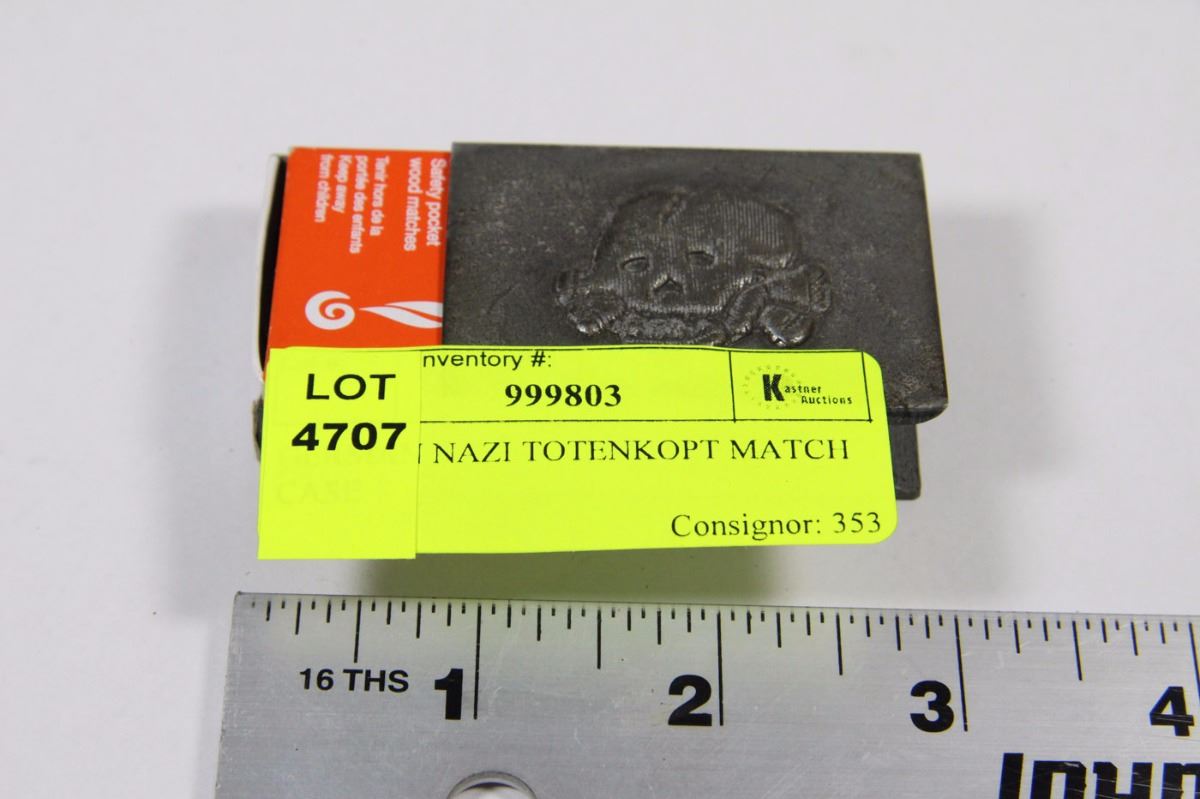 Safety pocket
wood matches
Tenir hors de la
portée des enfants
Keep away
from children
LOT
4707
nventory #:
999803
Kastner
Auctions
NAZI TOTENKOPT MATCH
CASE
Consignor: 353
16 THS
1
2
3
4